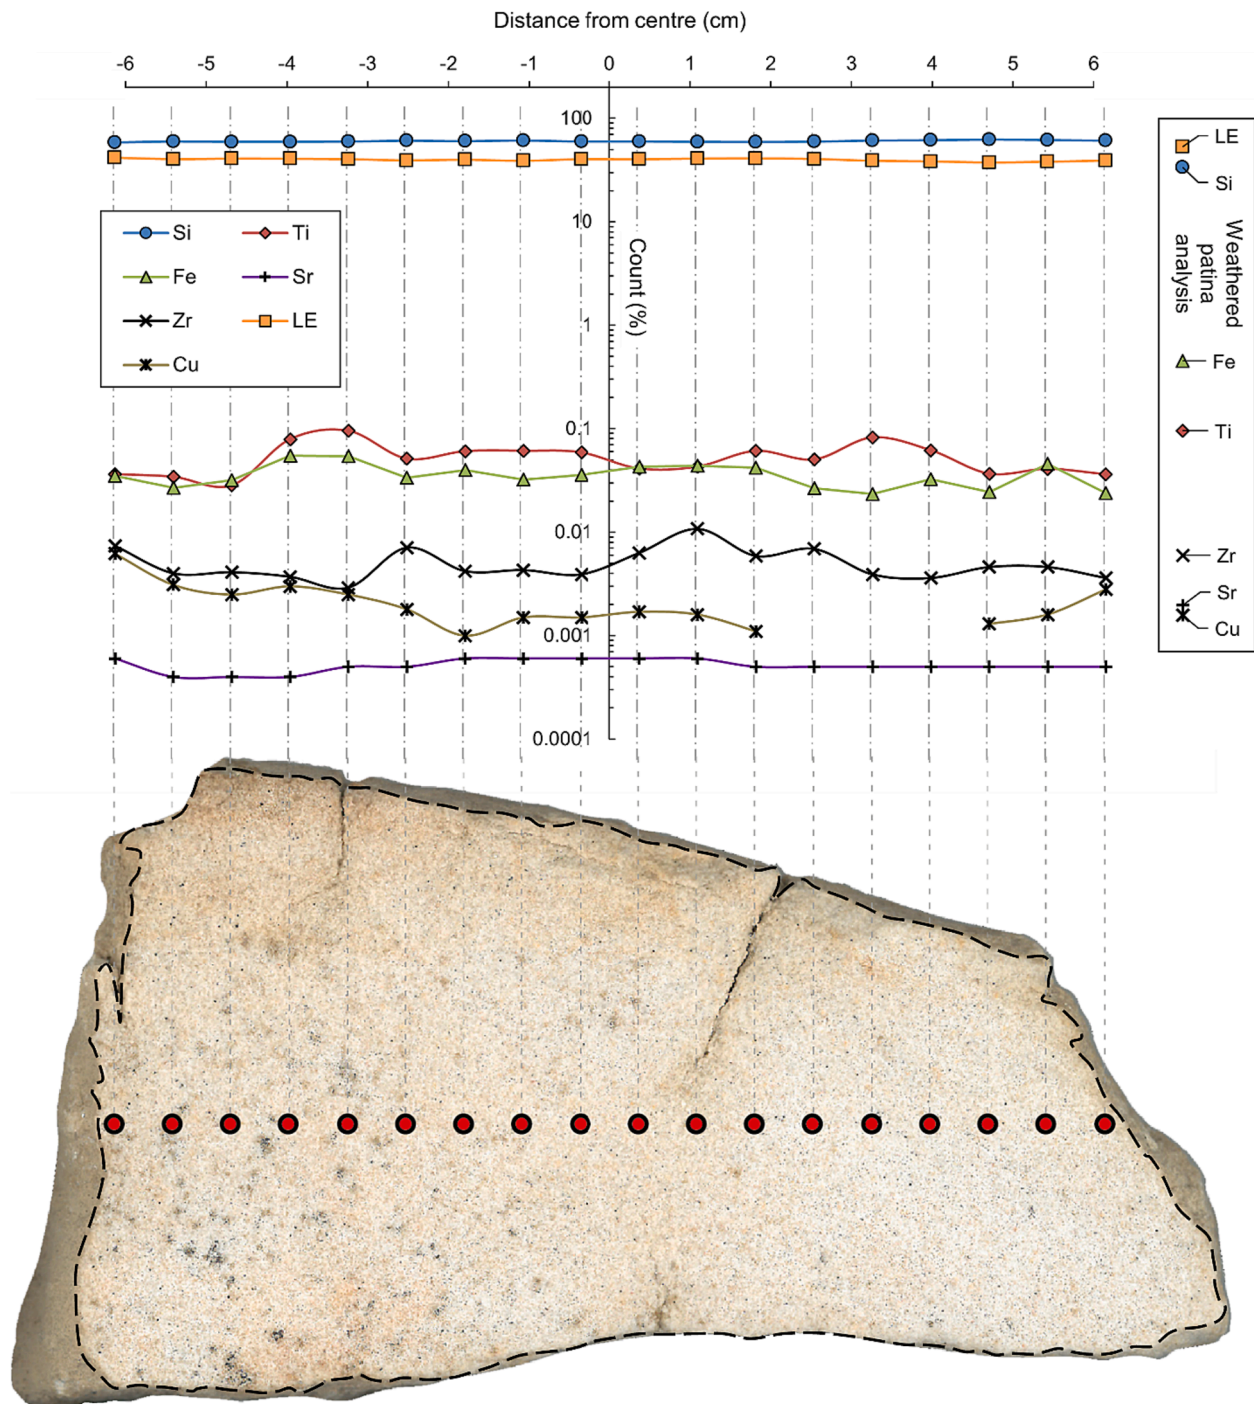 Distance from centre (cm)
-6 -5 -4 -3 -2 -1 0 1 2 3 4 5 6
100
10
1
0.1
0.01
0.001
0.0001
Count (%)
Si Ti
Fe Sr
Zr LE
Cu
LE
Si
Weathered
patina
analysis
Fe
Ti
Zr
Sr
Cu